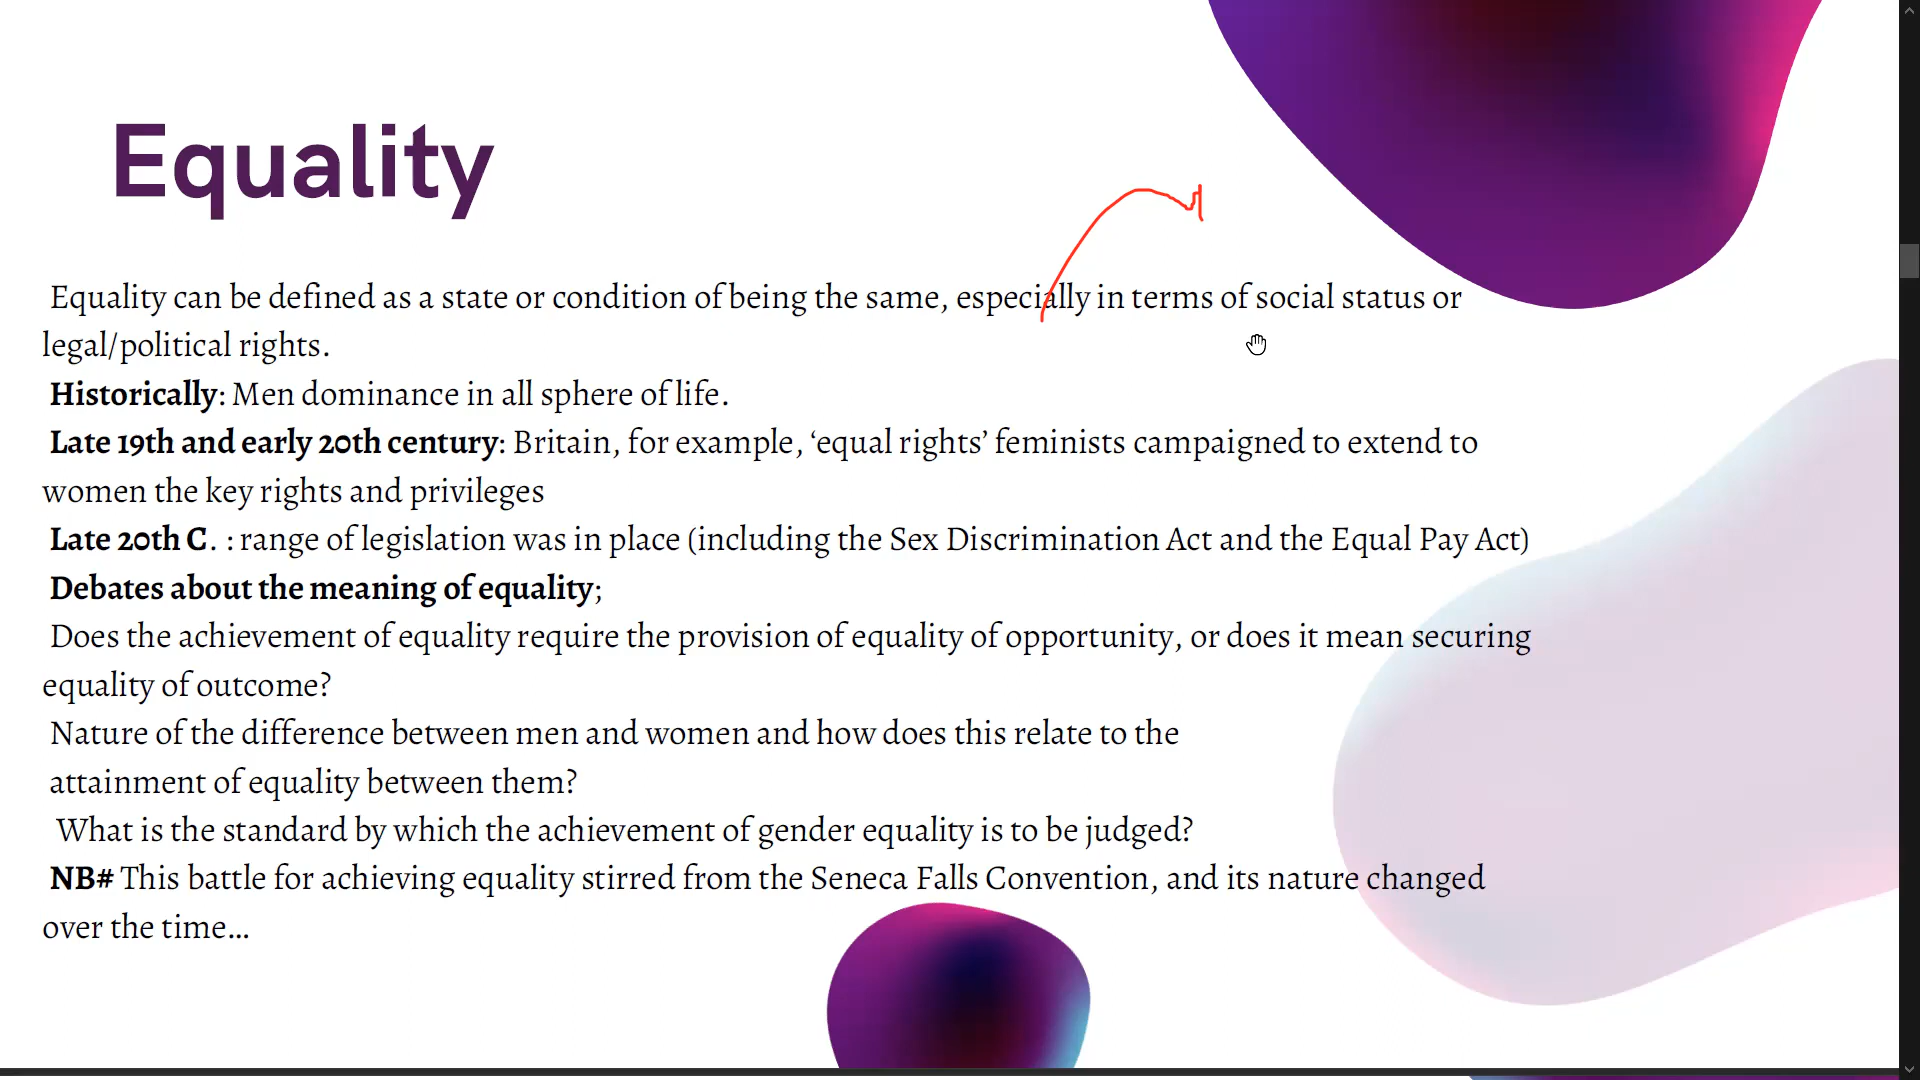 Equality
Equality can be defined as a state or condition of being the same, especially in terms of social status or
legal/political rights.
Historically: Men dominance in all sphere of life.
Late 19th and early 20th century: Britain, for example, ‘equal rights’ feminists campaigned to extend to
women the key rights and privileges
Late 20th C. : range of legislation was in place (including the Sex Discrimination Act and the Equal Pay Act)
Debates about the meaning of equality;
Does the achievement of equality require the provision of equality of opportunity, or does it mean securing
equality of outcome?
Nature of the difference between men and women and how does this relate to the
attainment of equality between them?
What is the standard by which the achievement of gender equality is to be judged?
NB# This battle for achieving equality stirred from the Seneca Falls Convention, and its nature changed
over the time...